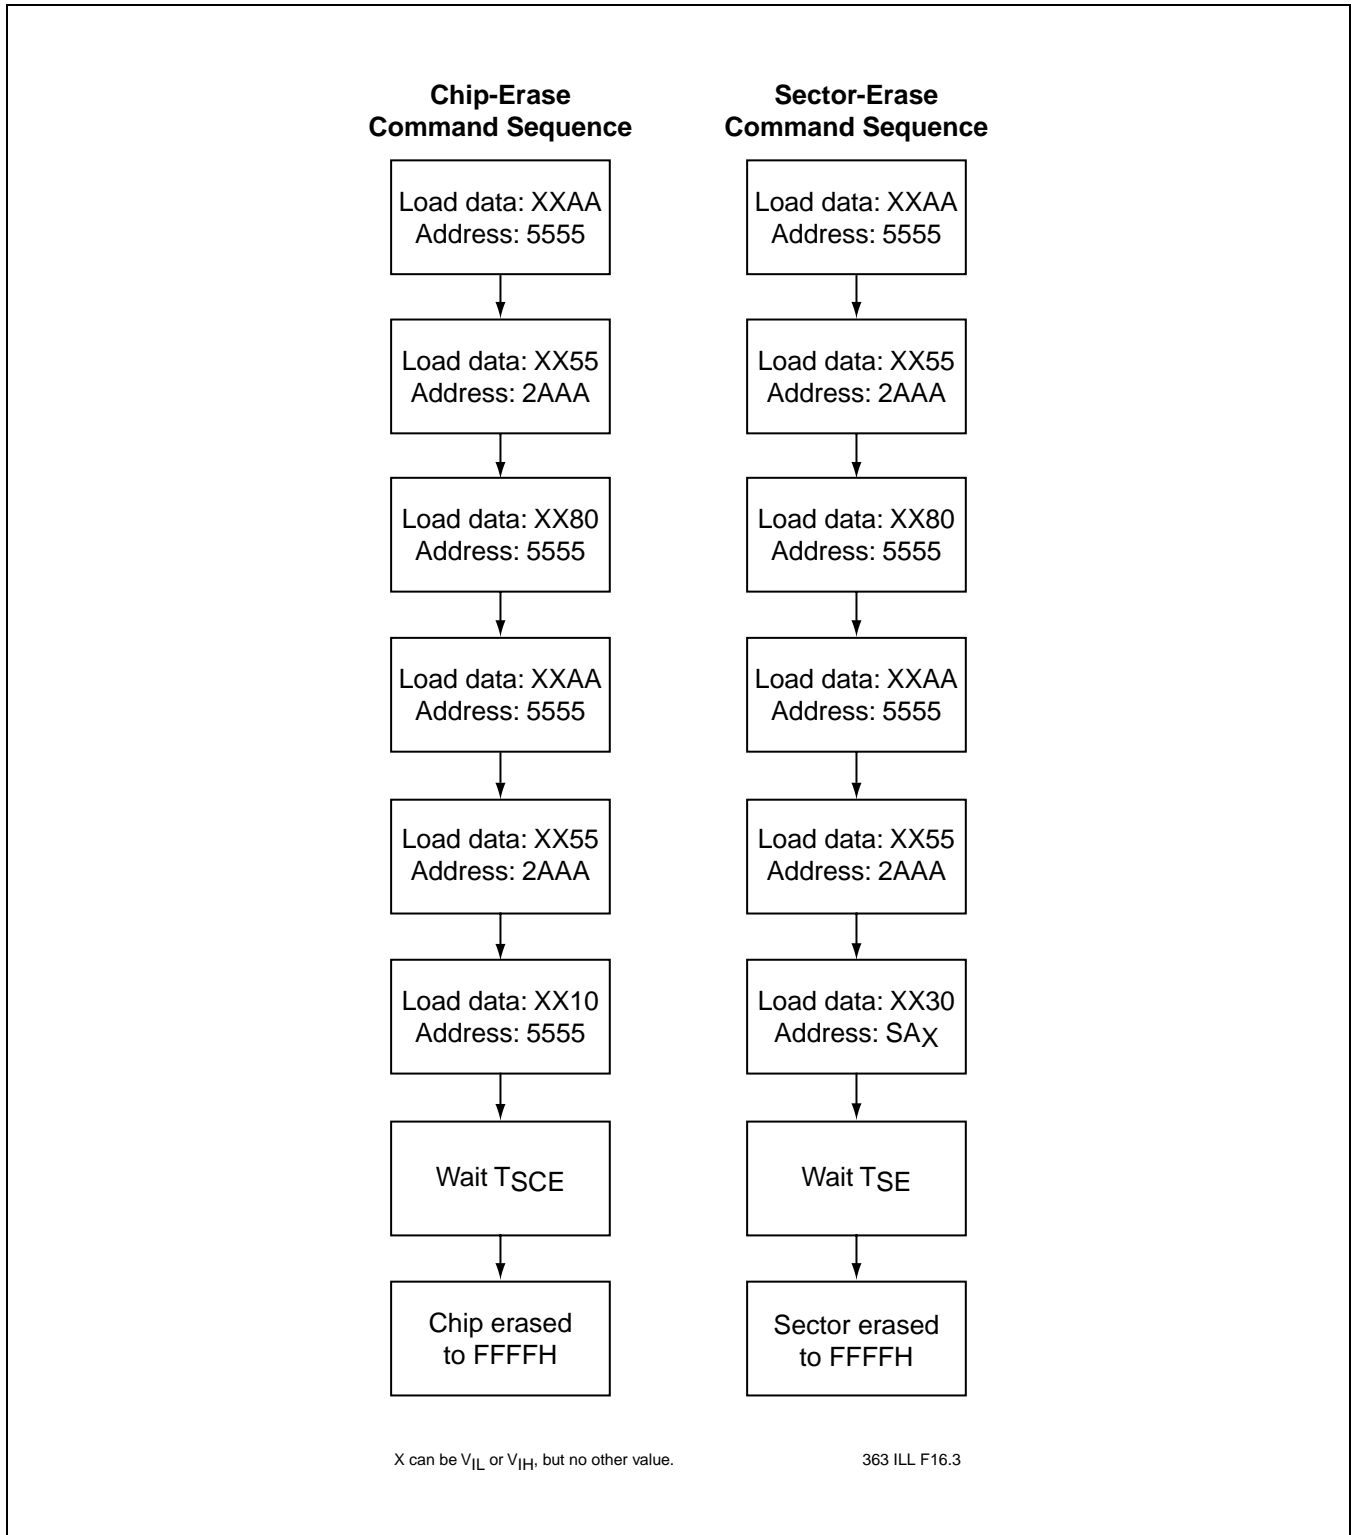 Chip-Erase
Command Sequence
Load data: XXAA
Address: 5555
Load data: XX55
Address: 2AAA
Load data: XX80
Address: 5555
Load data: XXAA
Address: 5555
Load data: XX55
Address: 2AAA
Load data: XX10
Address: 5555
Wait TSCE
Chip erased
to FFFFH
Sector-Erase
Command Sequence
Load data: XXAA
Address: 5555
Load data: XX55
Address: 2AAA
Load data: XX80
Address: 5555
Load data: XXAA
Address: 5555
Load data: XX55
Address: 2AAA
Load data: XX30
Address: SAX
Wait TSE
Sector erased
to FFFFH
X can be VIL or VIH, but no other value.
363 ILL F16.3